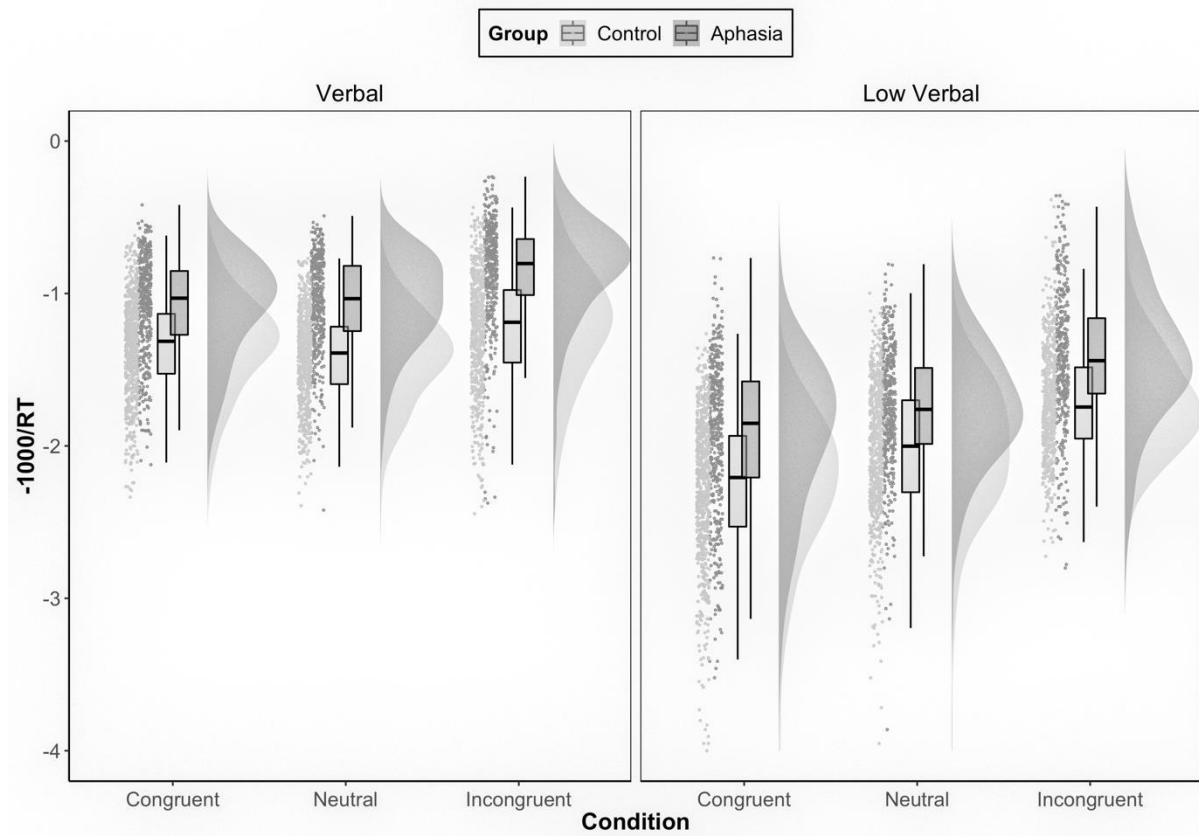 Group Control Aphasia
Verbal
Low Verbal
0
-1
-2
-3
-4
-1000/RT
Congruent Neutral Incongruent
Congruent Neutral Incongruent
Condition